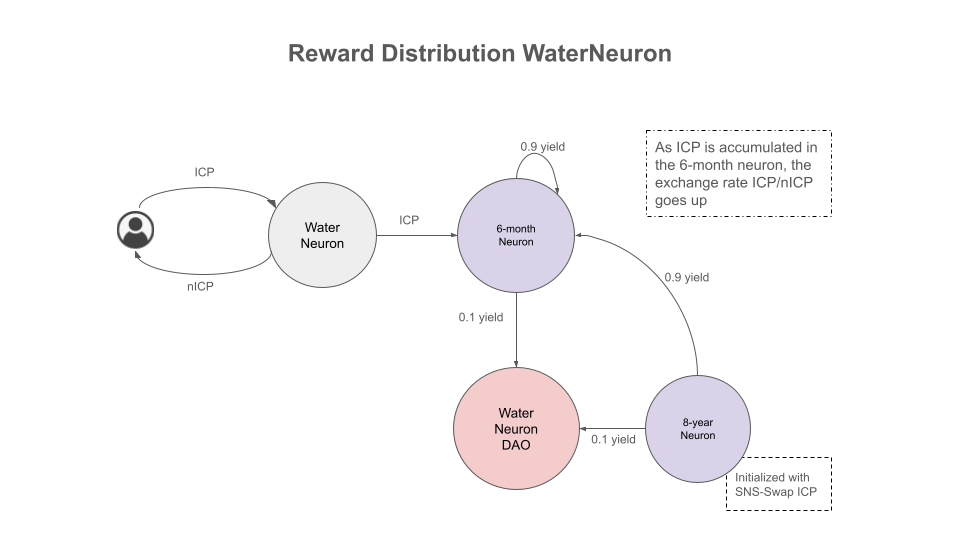 Reward Distribution WaterNeuron
0.9 yield
As ICP is accumulated in
the 6-month neuron, the
exchange rate ICP/nICP
goes up
ICP
Water
Neuron
ICP
6-month
Neuron
nICP
0.9 yield
0.1 yield
Water
Neuron
DAO
0.1 yield
8-year
Neuron
Initialized with
SNS-Swap ICP